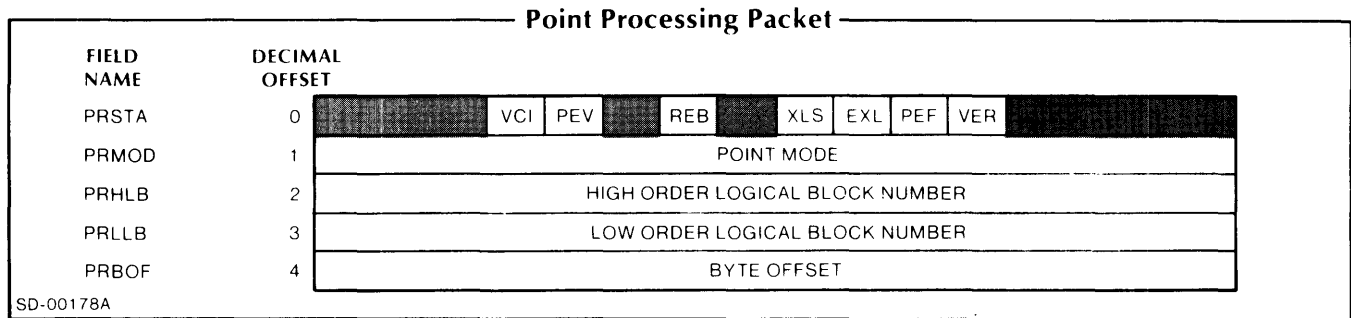 Point Processing Packet
FIELD NAME DECIMAL OFFSET
PRSTA 0 VCI PEV REB XLS EXL PEF VER
PRMOD 1 POINT MODE
PRHLB 2 HIGH ORDER LOGICAL BLOCK NUMBER
PRLLB 3 LOW ORDER LOGICAL BLOCK NUMBER
PRBOF 4 BYTE OFFSET
SD-00178A